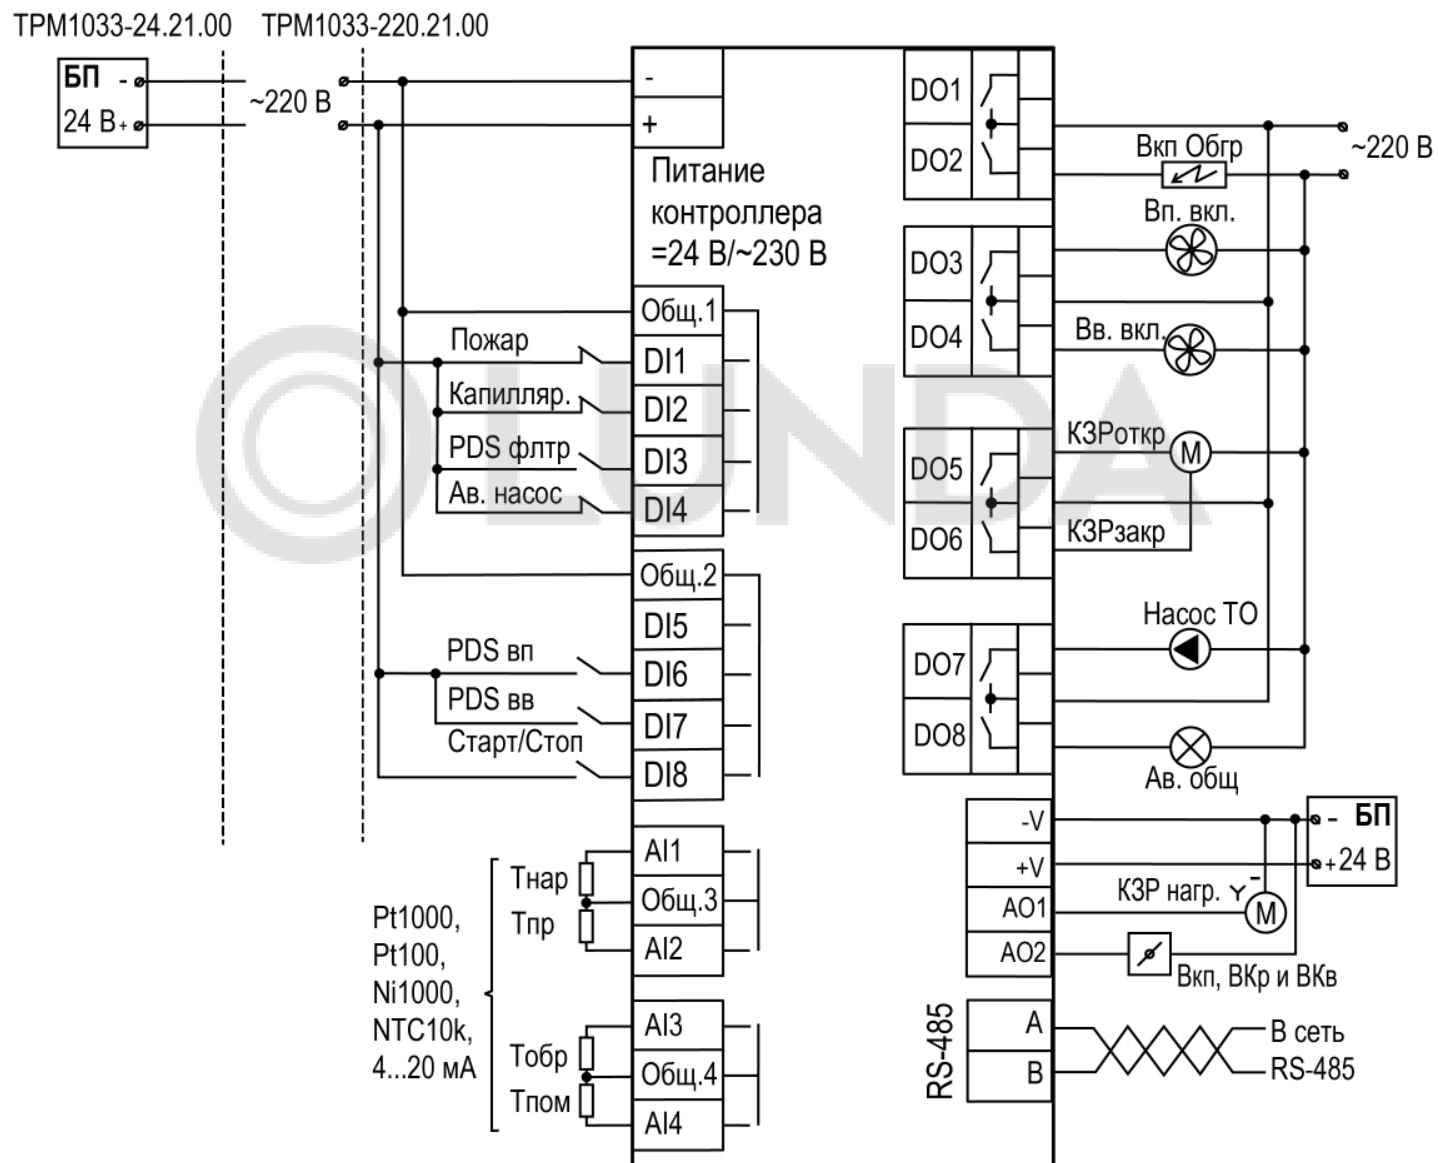 ТРМ1033-24.21.00
ТРМ1033-220.21.00
БП -
24 В+
~220 В
-
+
Питание
контроллера
=24 В/~230 В
Общ.1
Пожар
DI1
Капилляр.
DI2
PDS флтр
DI3
Ав. насос
DI4
Общ.2
DI5
PDS вп
DI6
PDS вв
DI7
Старт/Стоп
DI8
AI1
Тнар
Общ.3
Тпр
AI2
Pt1000,
Pt100,
Ni1000,
NTC10k,
4...20 мА
AI3
Тобр
Общ.4
Тпом
AI4
DO1
DO2
Вкп Обгр
~220 В
Вп. вкл.
DO3
DO4
Вв. вкл.
КЗРоткр
M
DO5
DO6
КЗРзакр
Насос ТО
DO7
DO8
Ав. общ
-V
- БП
+V
+24 В
КЗР нагр. Y -
AO1
M
AO2
Вкп, ВКр и ВКв
RS-485
A
B
В сеть
RS-485
LUNDA